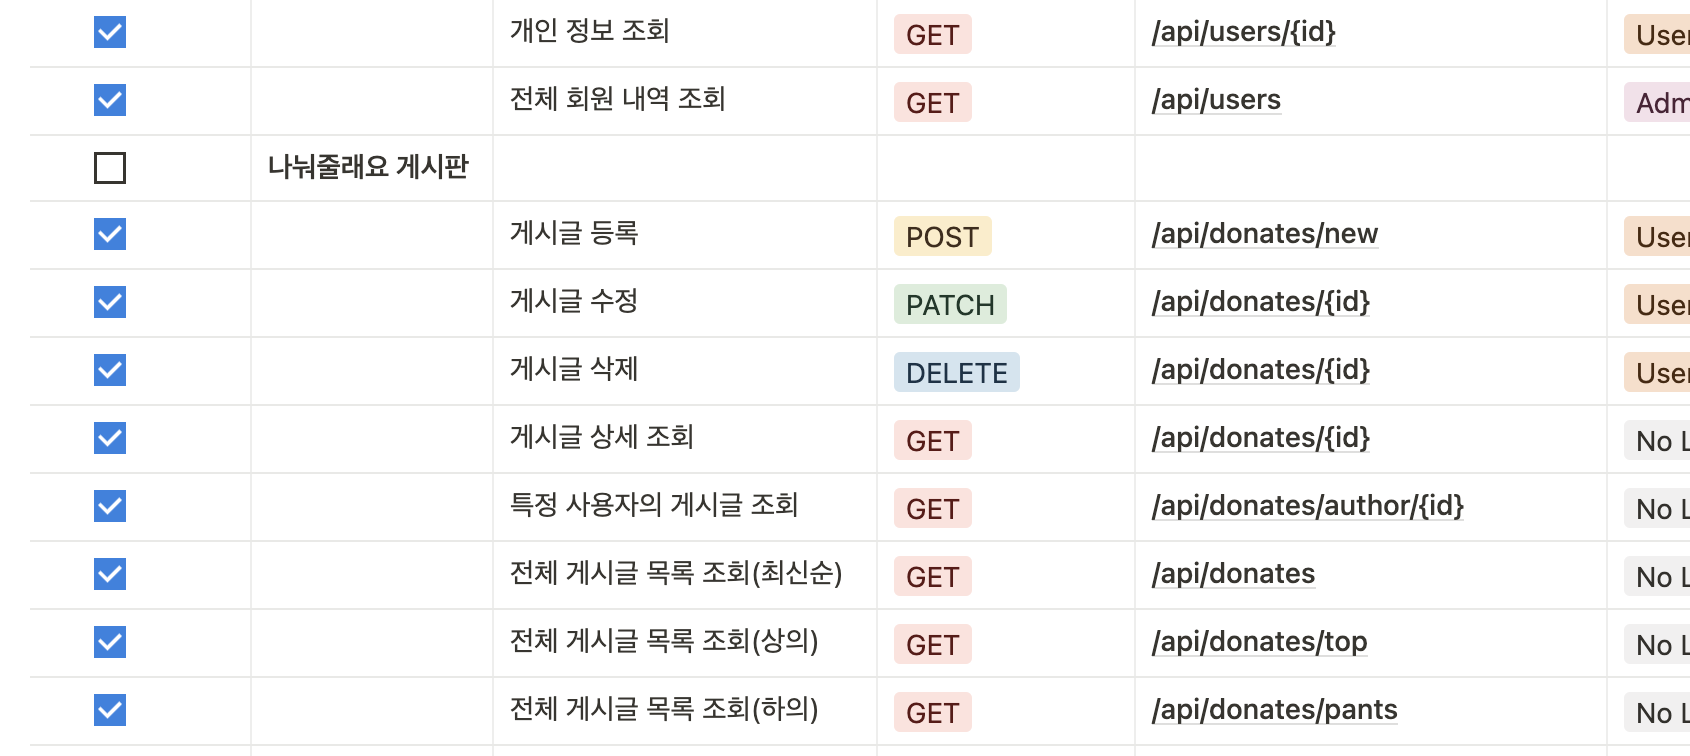 개인 정보 조회 GET /api/users/{id} User
전체 회원 내역 조회 GET /api/users Adm
나눠줄래요 게시판
게시글 등록 POST /api/donates/new User
게시글 수정 PATCH /api/donates/{id} User
게시글 삭제 DELETE /api/donates/{id} User
게시글 상세 조회 GET /api/donates/{id} No L
특정 사용자의 게시글 조회 GET /api/donates/author/{id} No L
전체 게시글 목록 조회(최신순) GET /api/donates No L
전체 게시글 목록 조회(상의) GET /api/donates/top No L
전체 게시글 목록 조회(하의) GET /api/donates/pants No L